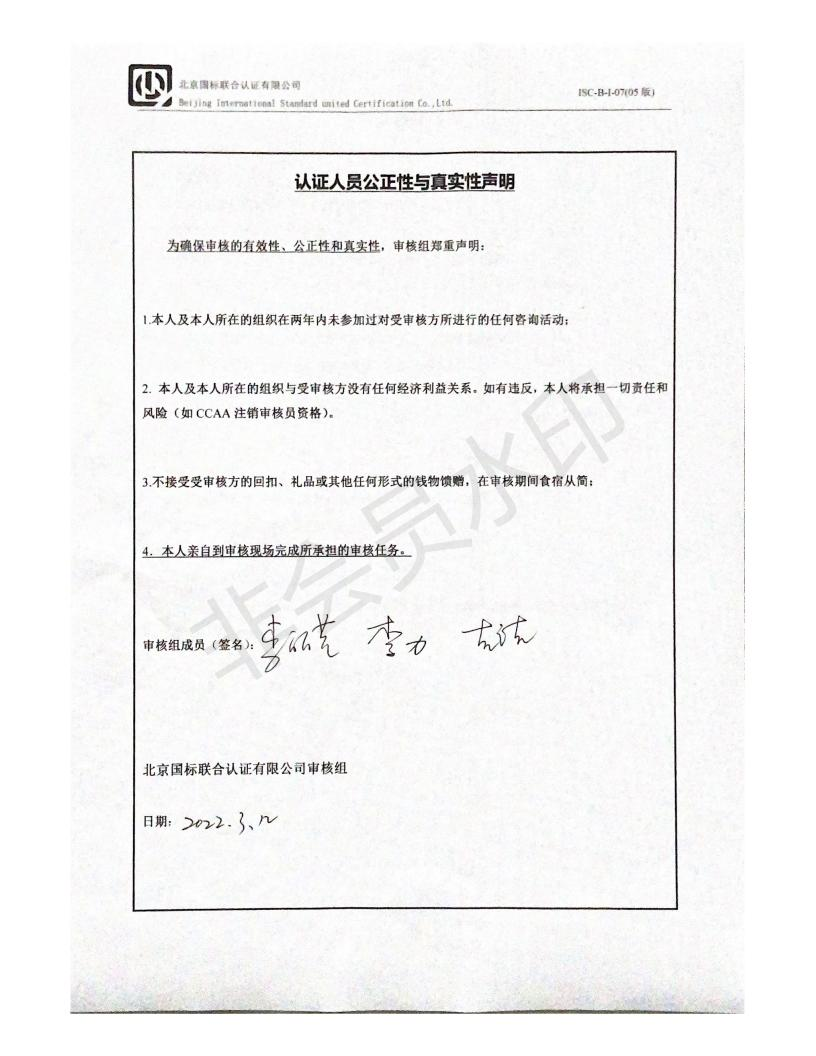 北京国标联合认证有限公司
Beijing International Standard united Certification Co.,Ltd.
ISC-B-I-07(05 版)
认证人员公正性与真实性声明
为确保审核的有效性、公正性和真实性，审核组郑重声明：
1.本人及本人所在的组织在两年内未参加过对受审核方所进行的任何咨询活动；
2. 本人及本人所在的组织与受审核方没有任何经济利益关系。如有违反，本人将承担一切责任和
风险（如 CCAA 注销审核员资格）。
3.不接受受审核方的回扣、礼品或其他任何形式的钱物馈赠，在审核期间食宿从简；
4．本人亲自到审核现场完成所承担的审核任务。
审核组成员（签名）： 李力
北京国标联合认证有限公司审核组
日期： 2022.3、12
非会员水印